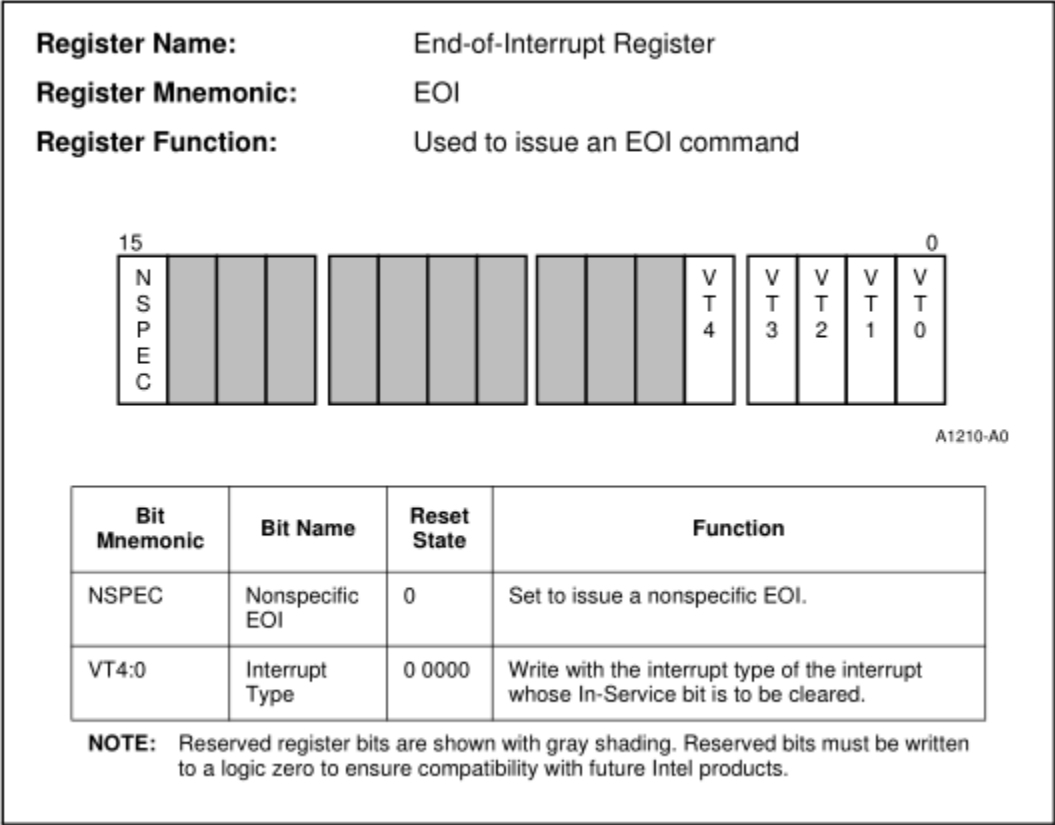 Register Name: End-of-Interrupt Register
Register Mnemonic: EOI
Register Function: Used to issue an EOI command
15 0
N S P E C V T 4 V T 3 V T 2 V T 1 V T 0
A1210-A0
Bit Mnemonic Bit Name Reset State Function
NSPEC Nonspecific EOI 0 Set to issue a nonspecific EOI.
VT4:0 Interrupt Type 0 0000 Write with the interrupt type of the interrupt
whose In-Service bit is to be cleared.
NOTE: Reserved register bits are shown with gray shading. Reserved bits must be written
to a logic zero to ensure compatibility with future Intel products.